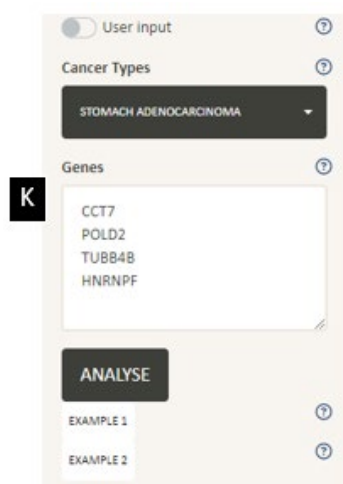 User input
Cancer Types
STOMACH ADENOCARCINOMA
Genes
K
CCT7
POLD2
TUBB4B
HNRNPF
ANALYSE
EXAMPLE 1
EXAMPLE 2